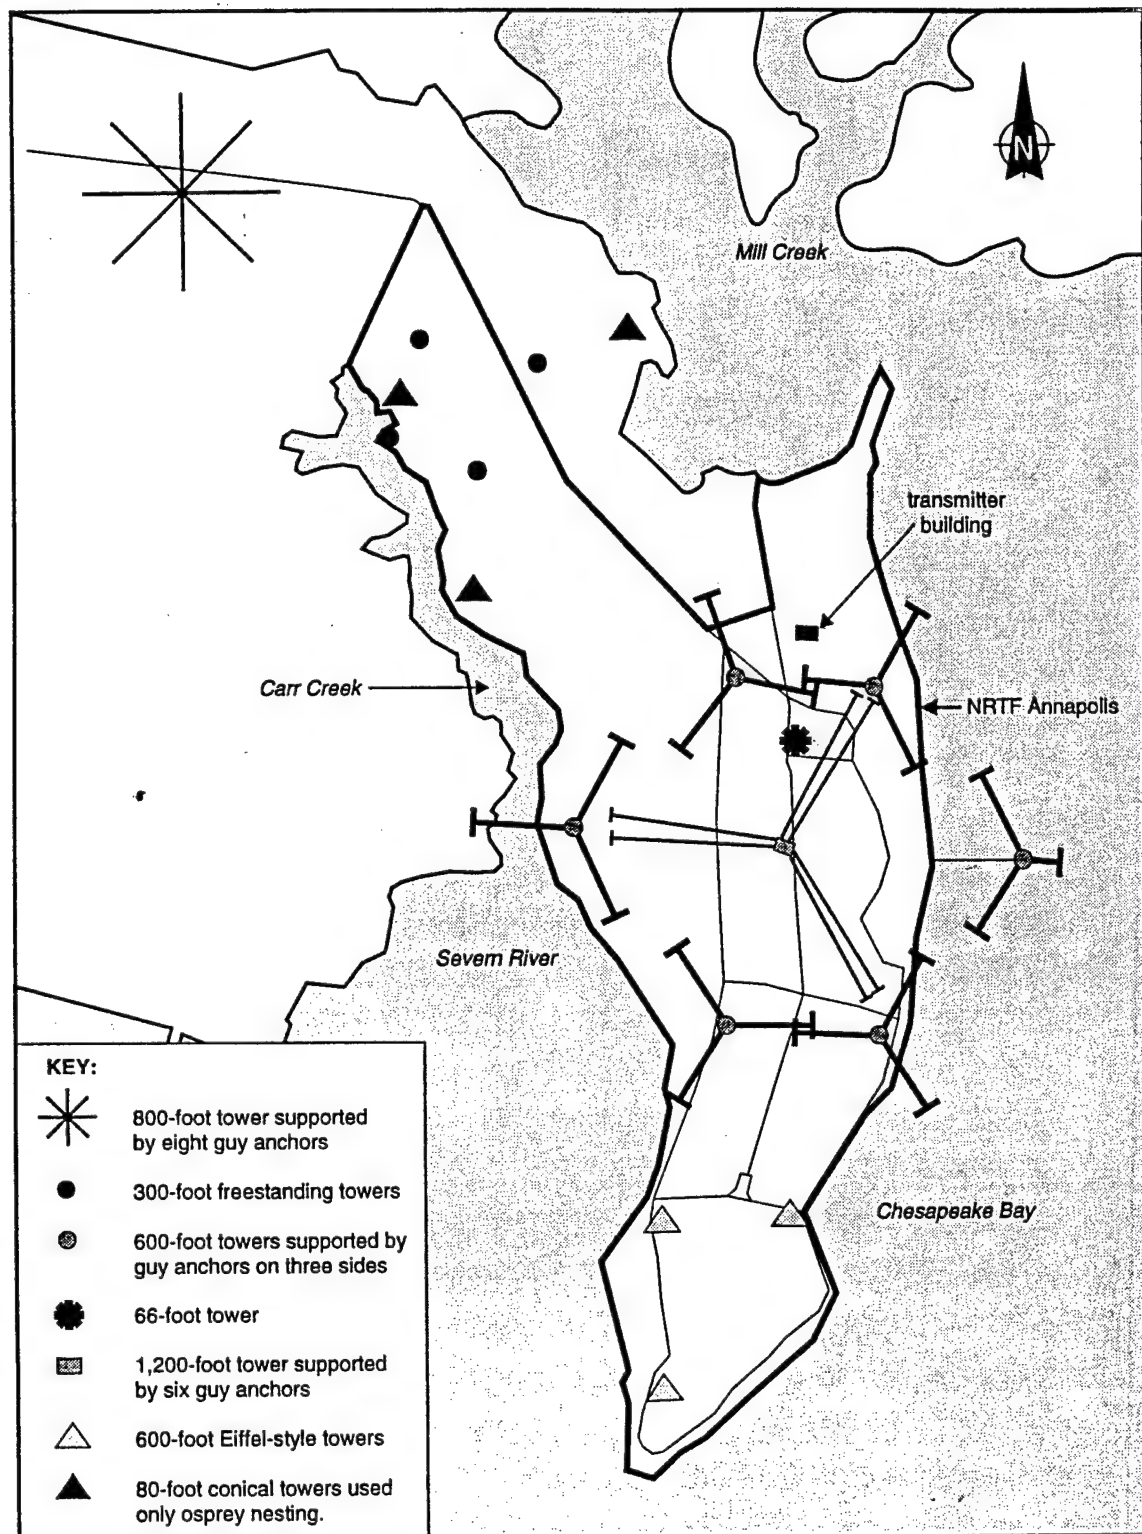 N
Mill Creek
transmitter
building
Carr Creek
NRTF Annapolis
Severn River
Chesapeake Bay
KEY:
800-foot tower supported
by eight guy anchors
300-foot freestanding towers
600-foot towers supported by
guy anchors on three sides
66-foot tower
1,200-foot tower supported
by six guy anchors
600-foot Eiffel-style towers
80-foot conical towers used
only osprey nesting.